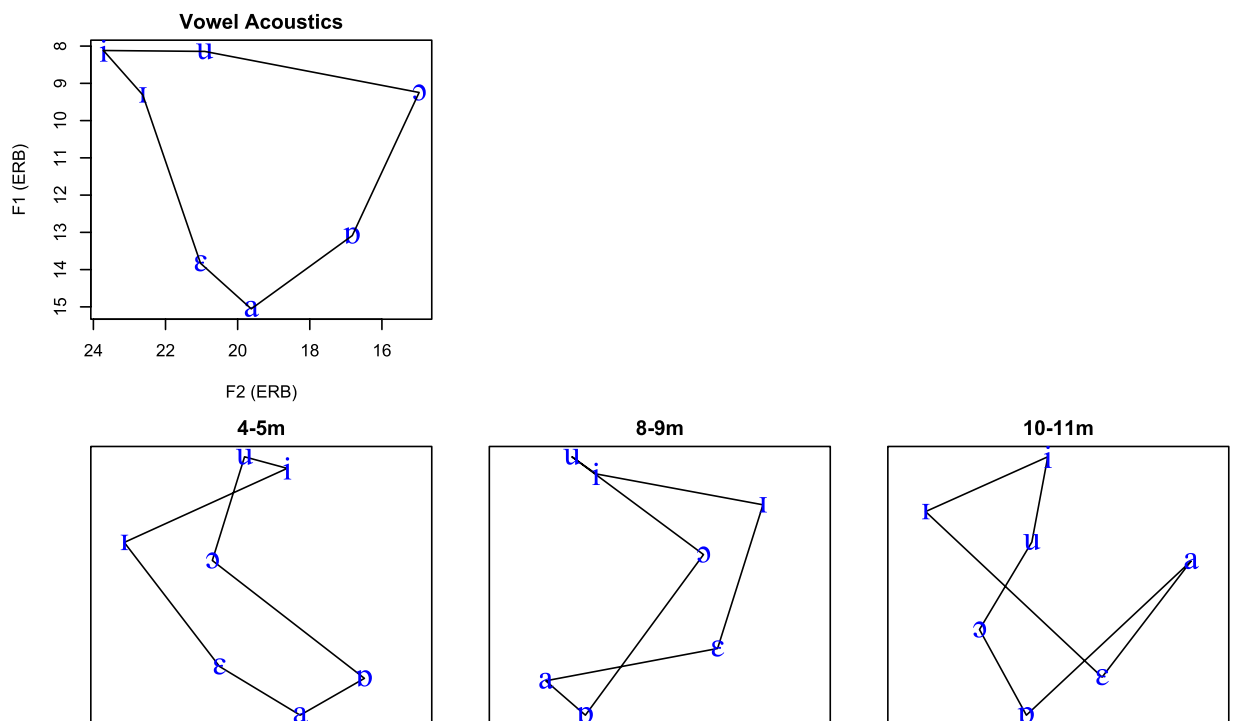 Vowel Acoustics
8
9
10
11
12
13
14
15
F1 (ERB)
i
u
ɪ
ɔ
ɒ
ɛ
a
24 22 20 18 16
F2 (ERB)
4-5m
u
i
ɪ
ɔ
ɛ
ɒ
a
8-9m
u
i
ɪ
ɔ
ɛ
a
ɒ
10-11m
i
ɪ
u
a
ɔ
ɛ
ɒ